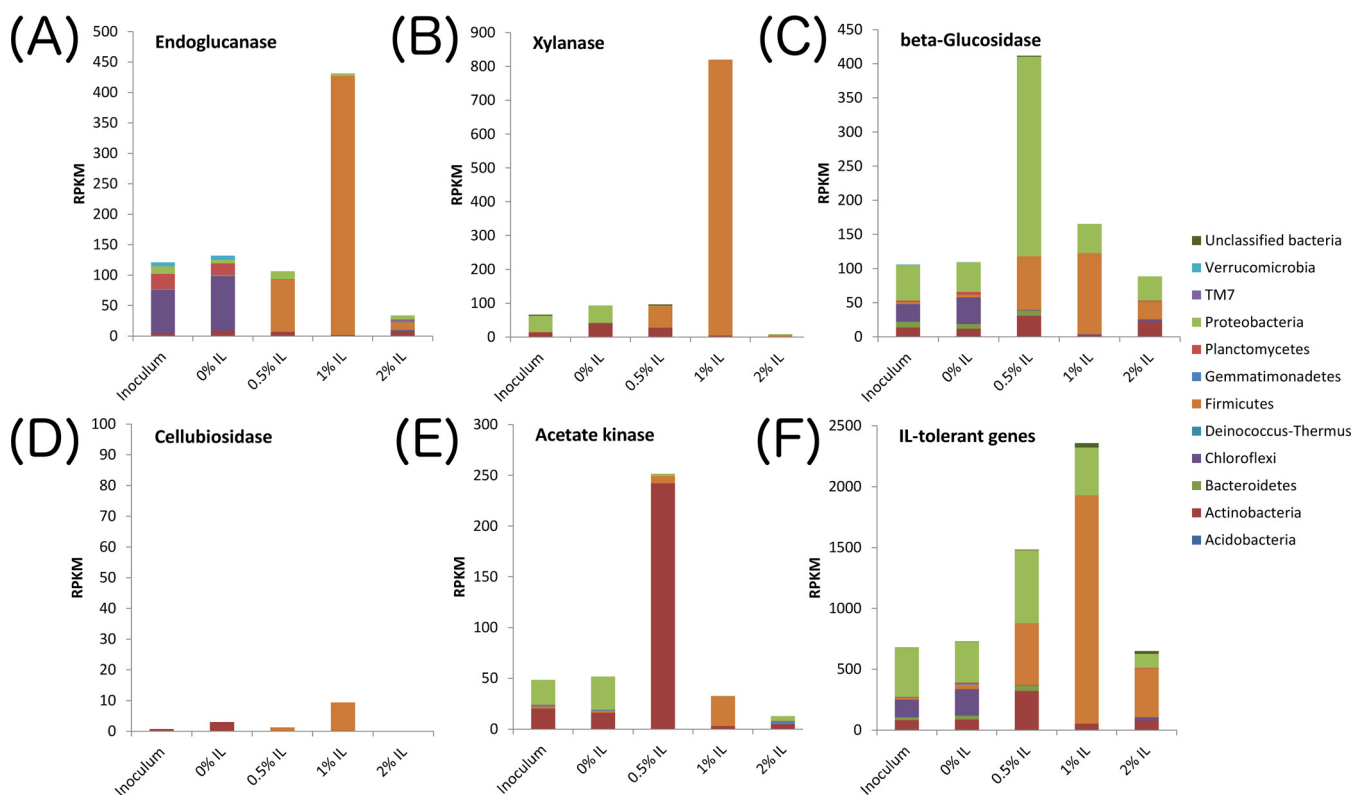 (A)
Endoglucanase
500
450
400
350
300
250
200
150
100
50
0
RPKM
Inoculum
0% IL
0.5% IL
1% IL
2% IL
(B)
Xylanase
900
800
700
600
500
400
300
200
100
0
RPKM
Inoculum
0% IL
0.5% IL
1% IL
2% IL
(C)
beta-Glucosidase
450
400
350
300
250
200
150
100
50
0
RPKM
Inoculum
0% IL
0.5% IL
1% IL
2% IL
Unclassified bacteria
Verrucomicrobia
TM7
Proteobacteria
Planctomycetes
Gemmatimonadetes
Firmicutes
Deinococcus-Thermus
Chloroflexi
Bacteroidetes
Actinobacteria
Acidobacteria
(D)
Cellubiosidase
100
90
80
70
60
50
40
30
20
10
0
RPKM
Inoculum
0% IL
0.5% IL
1% IL
2% IL
(E)
Acetate kinase
300
250
200
150
100
50
0
RPKM
Inoculum
0% IL
0.5% IL
1% IL
2% IL
(F)
IL-tolerant genes
2500
2000
1500
1000
500
0
RPKM
Inoculum
0% IL
0.5% IL
1% IL
2% IL